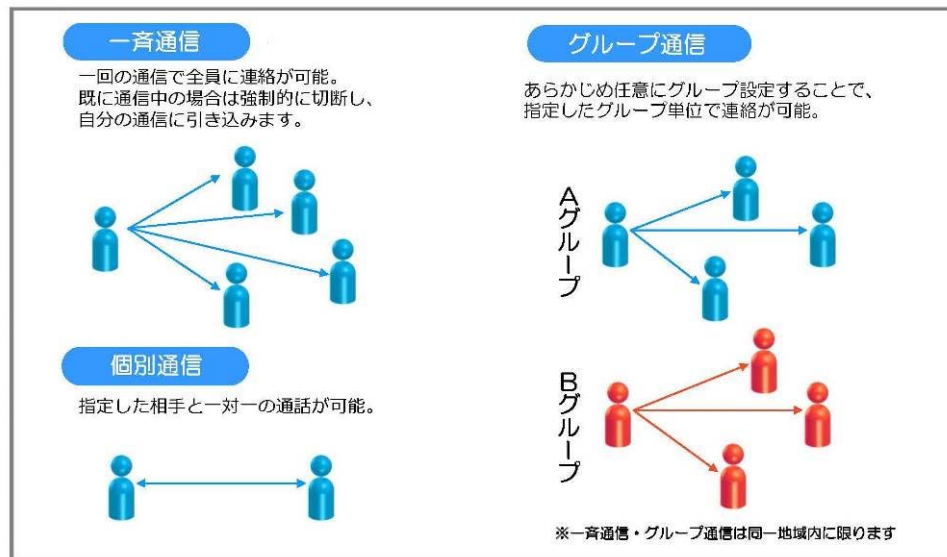 一斉通信
一回の通信で全員に連絡が可能。
既に通信中の場合は強制的に切断し、
自分の通信に引き込みます。
個別通信
指定した相手と一対一の通話が可能。
グループ通信
あらかじめ任意にグループ設定することで、
指定したグループ単位で連絡が可能。
Aグループ
Bグループ
※一斉通信・グループ通信は同一地域内に限ります